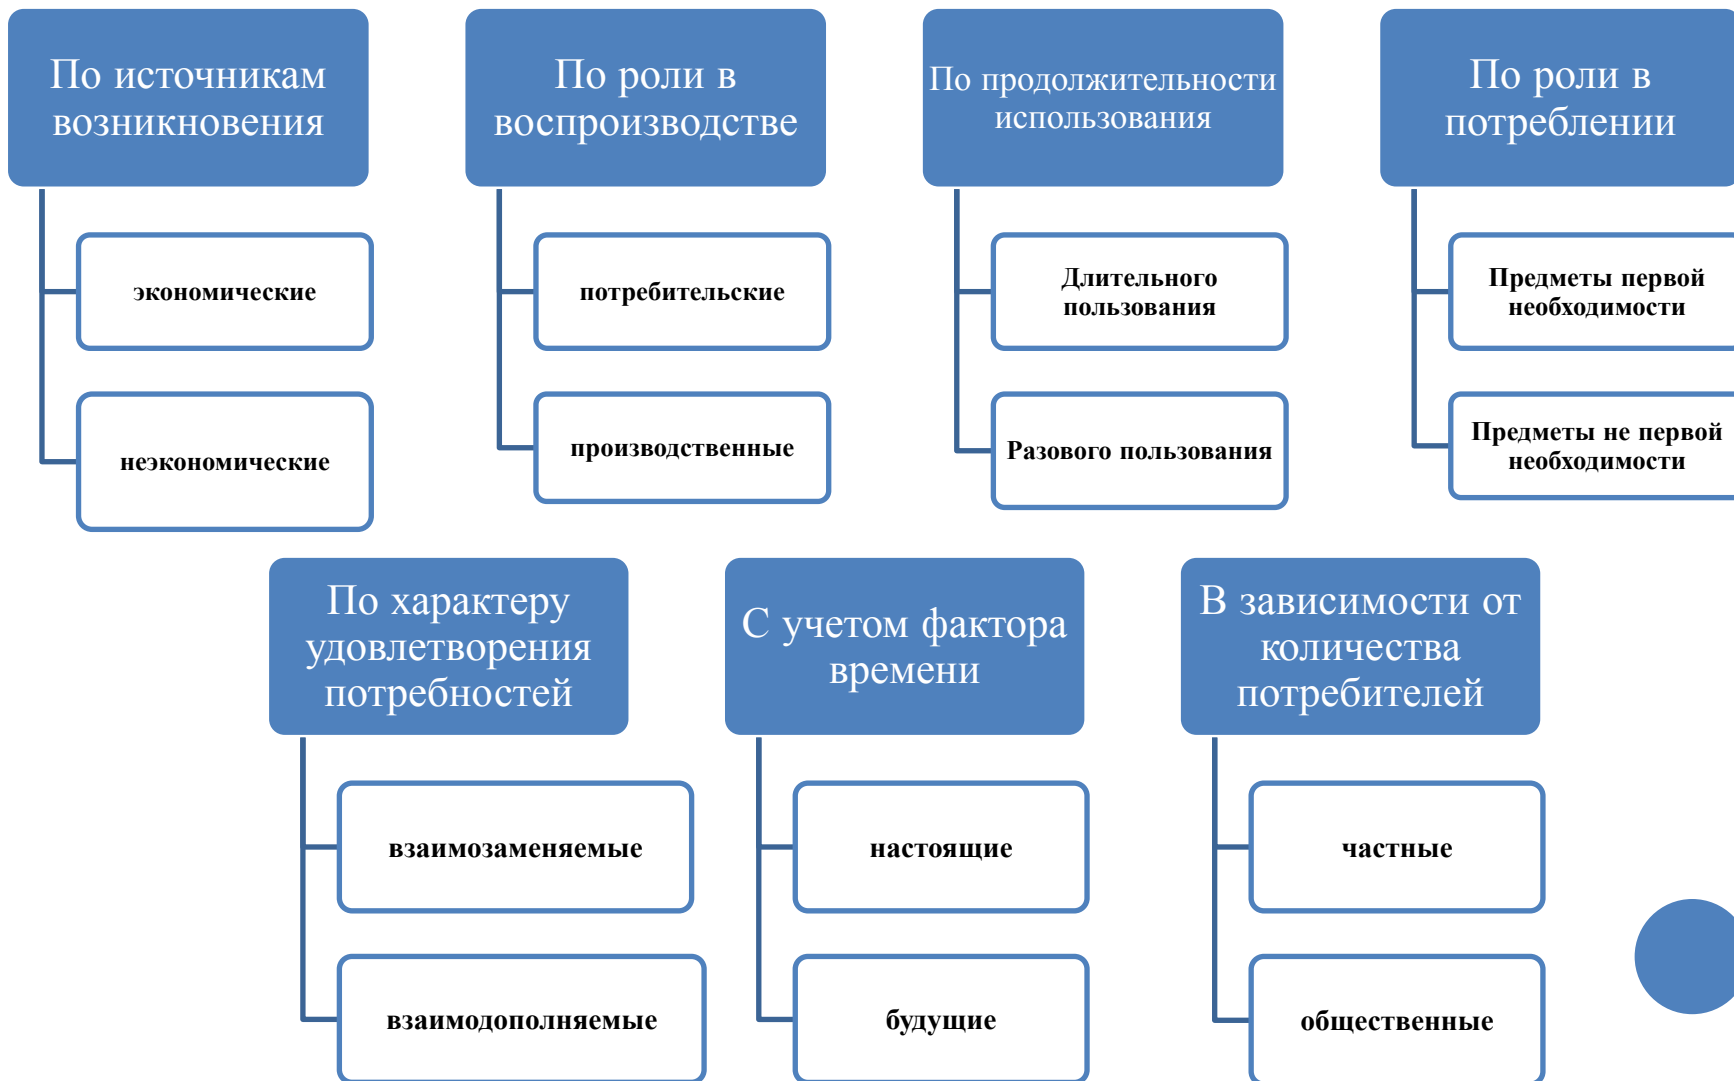 По источникам
возникновения
экономические
неэкономические
По роли в
воспроизводстве
потребительские
производственные
По продолжительности
использования
Длительного
пользования
Разового пользования
По роли в
потреблении
Предметы первой
необходимости
Предметы не первой
необходимости
По характеру
удовлетворения
потребностей
взаимозаменяемые
взаимодополняемые
С учетом фактора
времени
настоящие
будущие
В зависимости от
количества
потребителей
частные
общественные